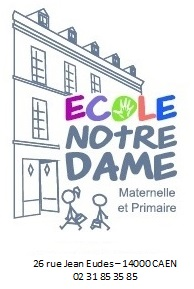 ECOLE
NOTRE
DAME
Maternelle
et Primaire
26 rue Jean Eudes – 14000 CAEN
02 31 85 35 85